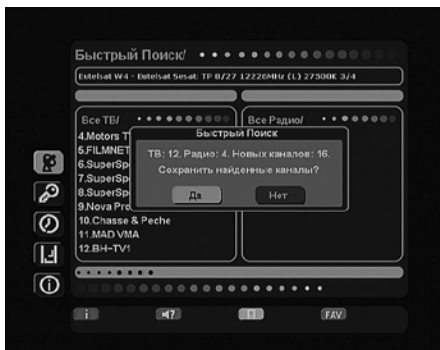 Быстрый Поиск/
Eutelsat W4 - Eutelsat Sesat: TP 8/27 12226MHz (L) 27500K 3/4
Все ТВ/
Все Радио/
4.Motors T
5.FILMNET
6.SuperSp
7.SuperSp
8.SuperSp
9.Nova Pro
10.Chasse & Peche
11.MAD VMA
12.BH-TV1
Быстрый Поиск
ТВ: 12. Радио: 4. Новых каналов: 16.
Сохранить найденные каналы?
Да
Нет
i
?
FAV